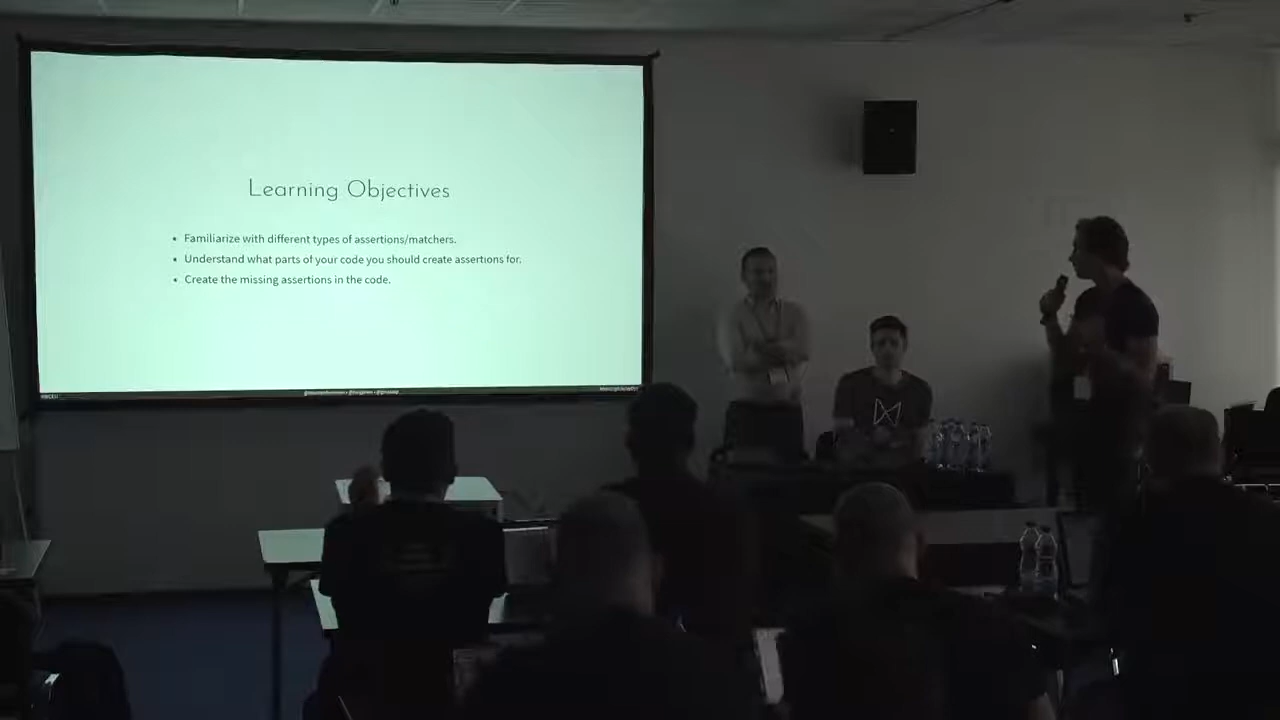 Learning Objectives
• Familiarize with different types of assertions/matchers.
• Understand what parts of your code you should create assertions for.
• Create the missing assertions in the code.